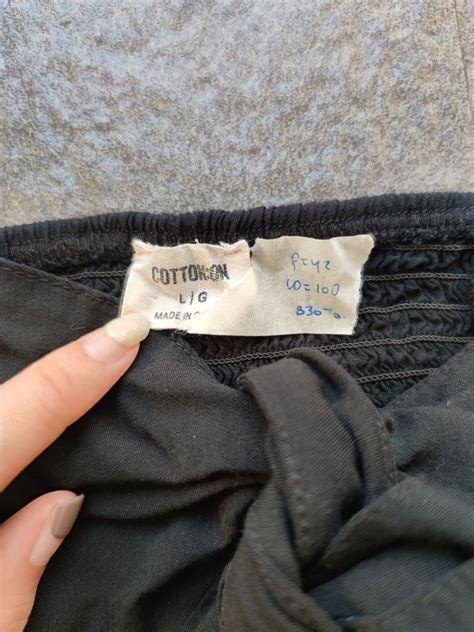 COTTON:ON
L/G
MADE IN C
P=42
W=100
B30